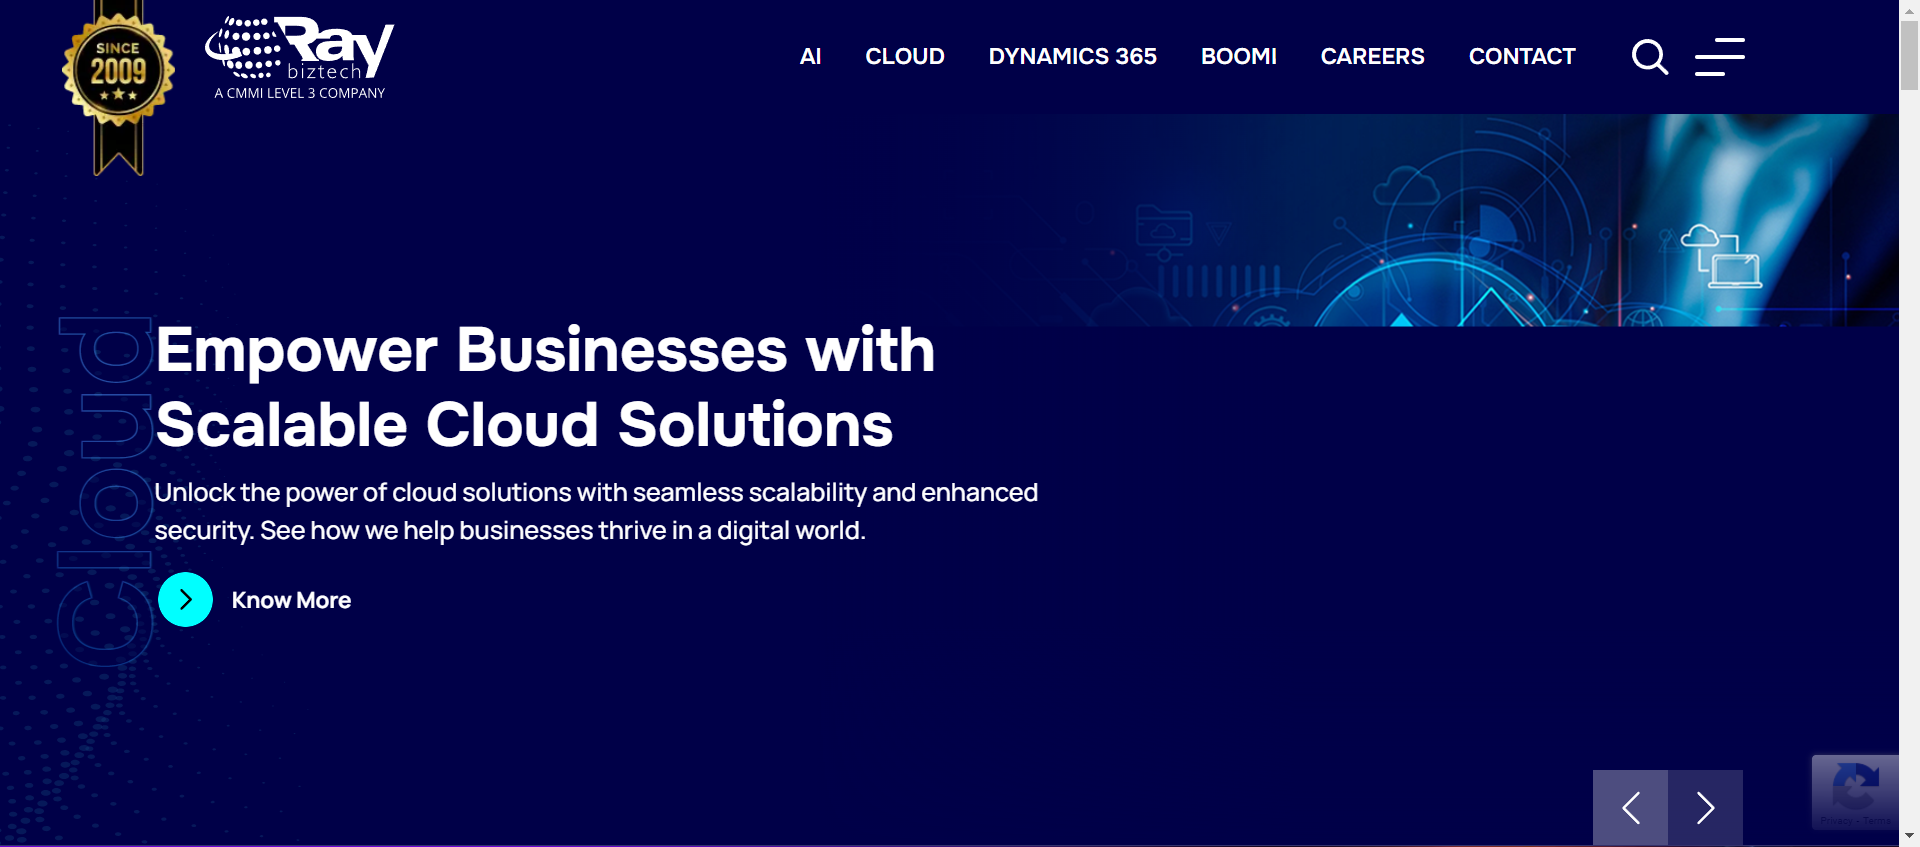 SINCE
2009
Ray
biztech
A CMMI LEVEL 3 COMPANY
AI
CLOUD
DYNAMICS 365
BOOMI
CAREERS
CONTACT
Cloud
Empower Businesses with
Scalable Cloud Solutions
Unlock the power of cloud solutions with seamless scalability and enhanced
security. See how we help businesses thrive in a digital world.
Know More
Privacy - Terms